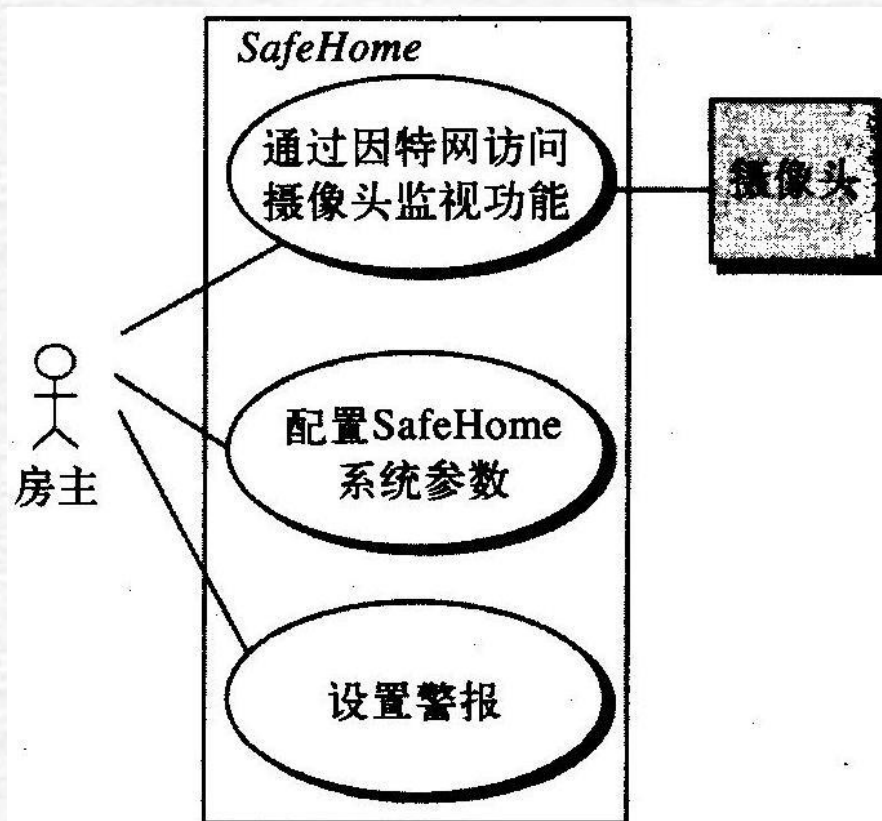 SafeHome
通过因特网访问
摄像头监视功能
摄像头
房主
配置SafeHome
系统参数
设置警报